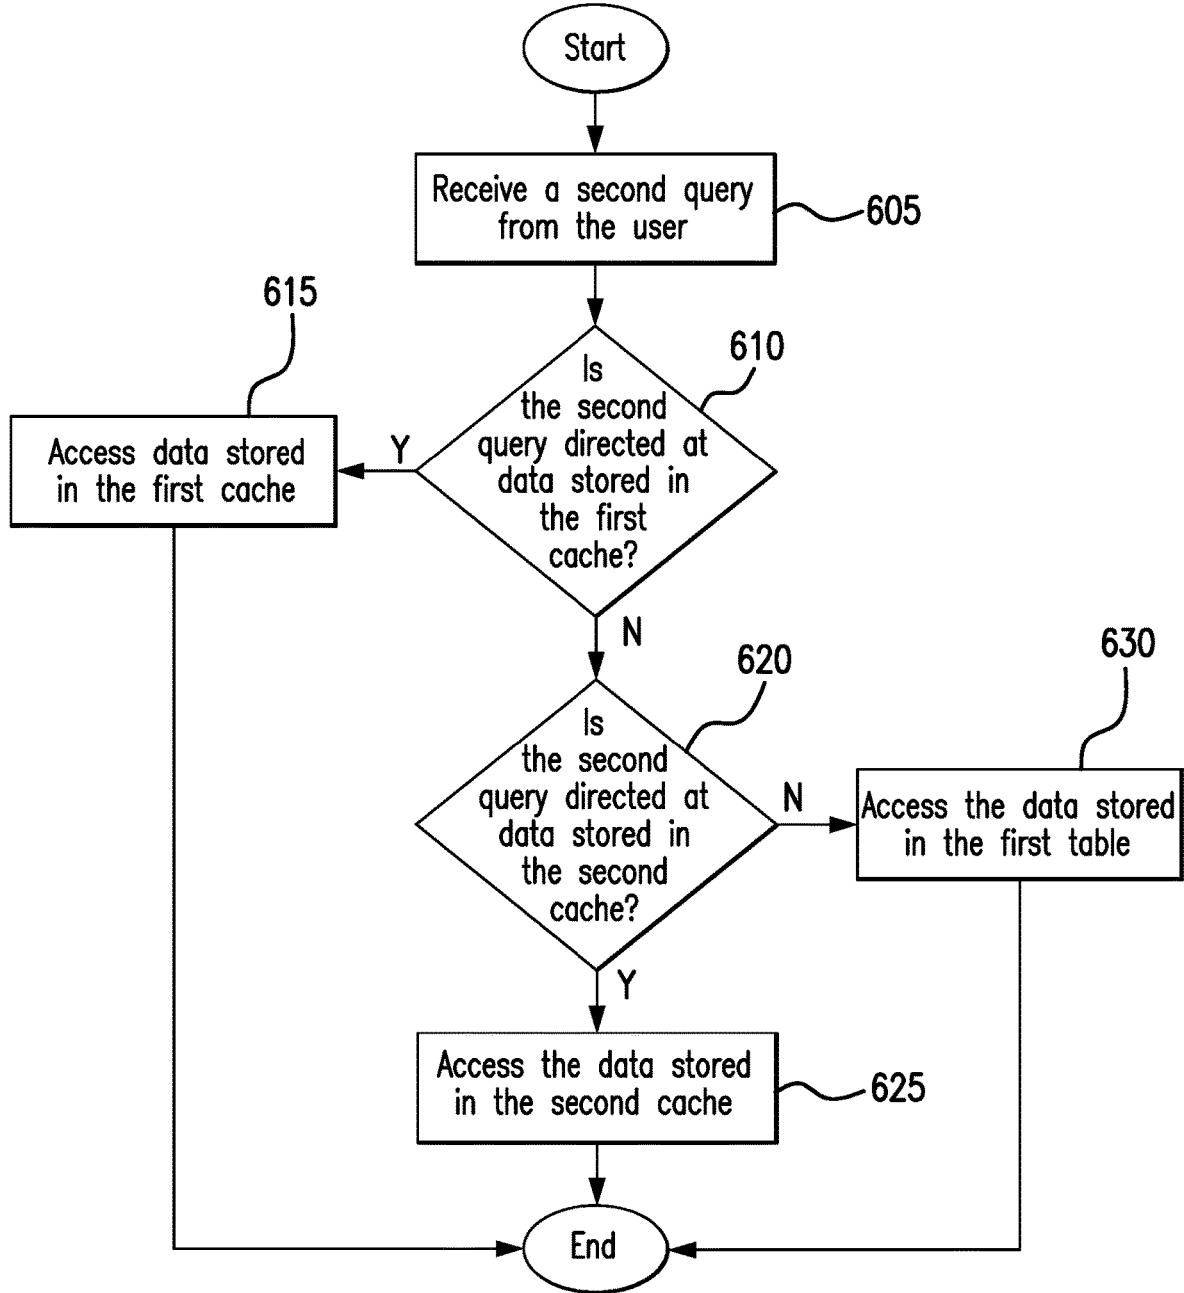 Start
Receive a second query
from the user
605
615
610
Is
the second
query directed at
data stored in
the first
cache?
Y
Access data stored
in the first cache
N
620
630
Is
the second
query directed at
data stored in
the second
cache?
N
Access the data stored
in the first table
Y
Access the data stored
in the second cache
625
End